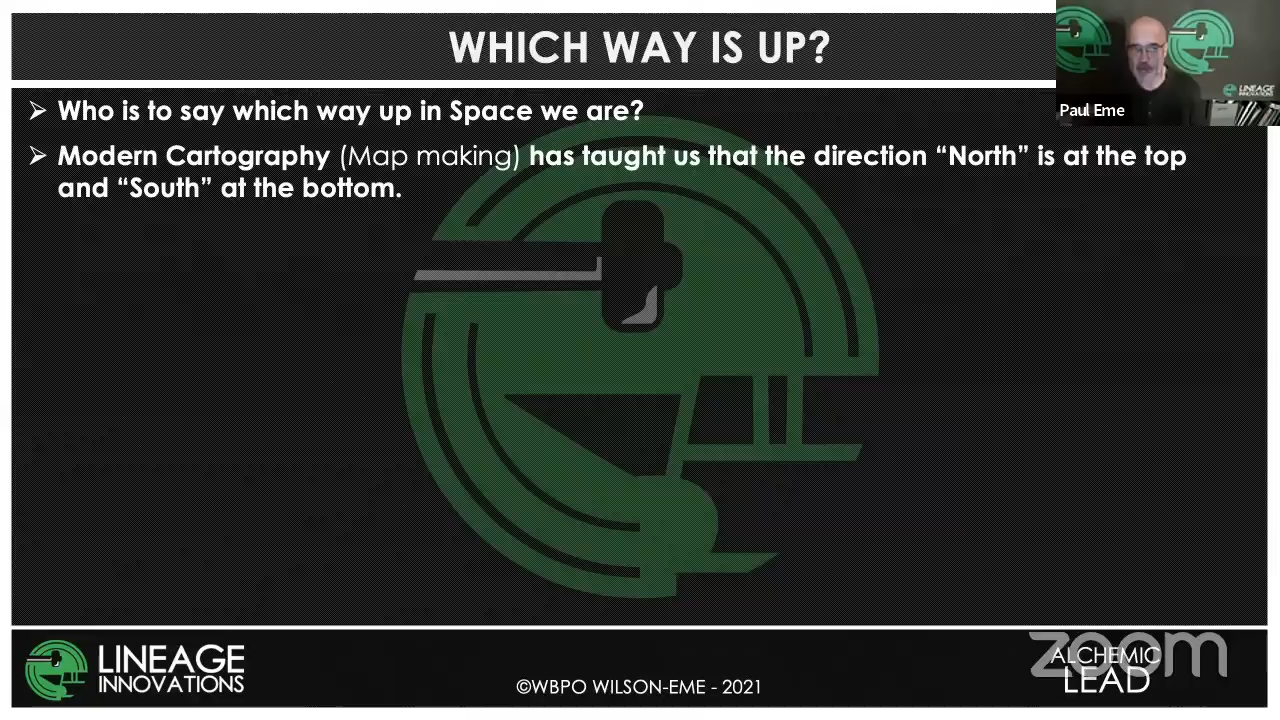 WHICH WAY IS UP?
Paul Eme
LINEAGE
INNOVATIONS
➢ Who is to say which way up in Space we are?
➢ Modern Cartography (Map making) has taught us that the direction “North” is at the top
and “South” at the bottom.
LINEAGE
INNOVATIONS
©WBPO WILSON-EME - 2021
ALCHEMIC
LEAD
zoom